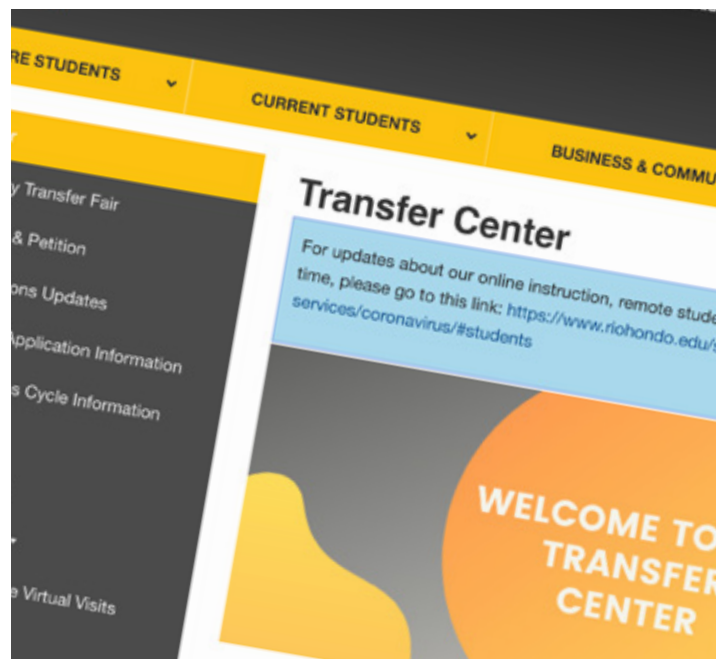 RE STUDENTS
CURRENT STUDENTS
BUSINESS & COMMU
y Transfer Fair
& Petition
ons Updates
Application Information
s Cycle Information
e Virtual Visits
Transfer Center
For updates about our online instruction, remote stude
time, please go to this link: https://www.riohondo.edu/s
services/coronavirus/#students
WELCOME TO
TRANSFER
CENTER